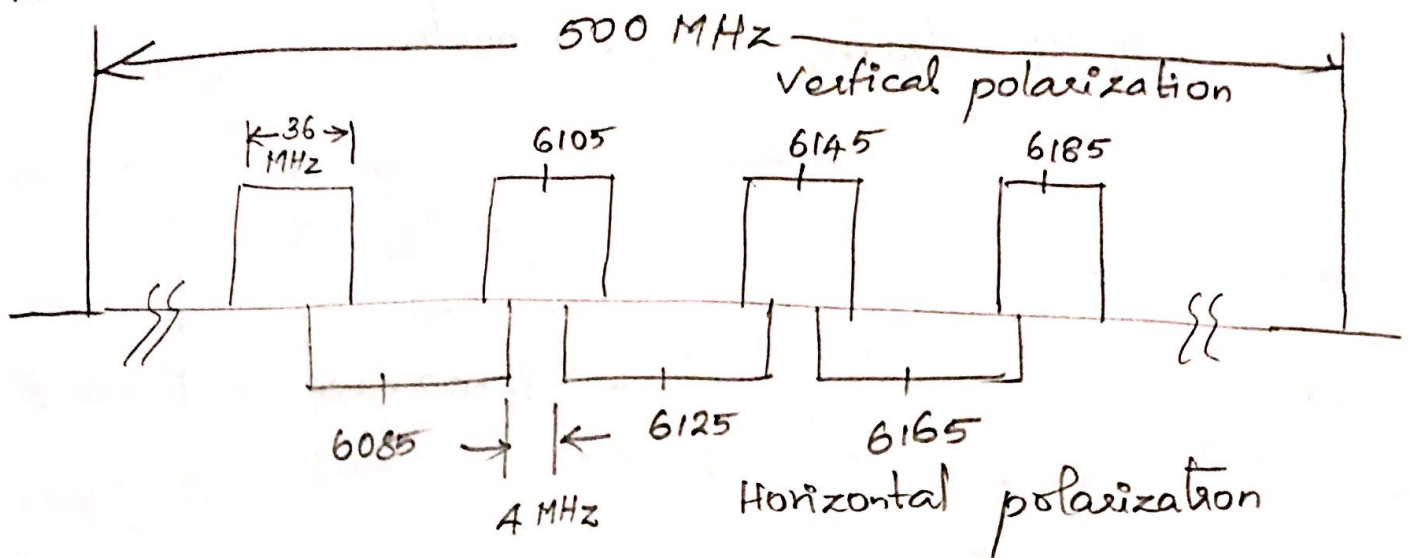 500 MHz
Vertical polarization
36
MHz
6105
6145
6185
6085
6125
6165
4 MHz
Horizontal polarization